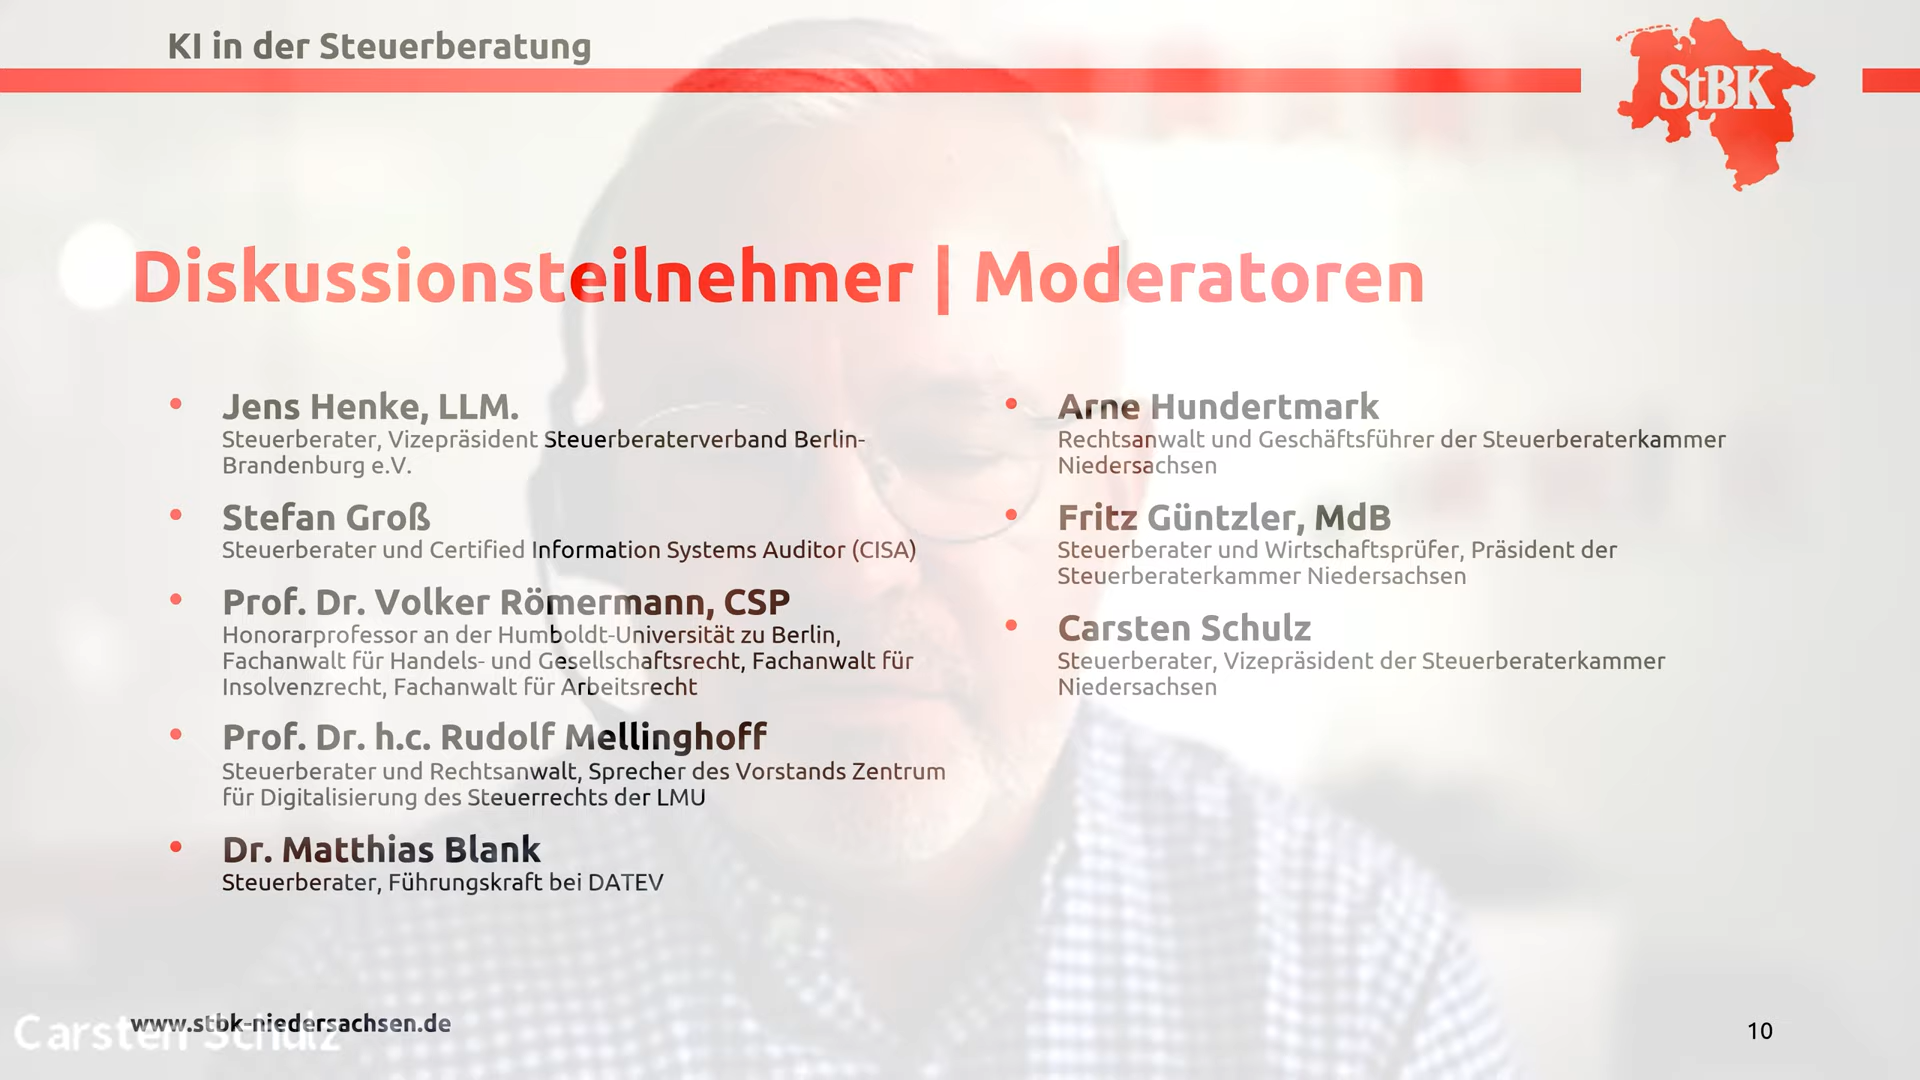 KI in der Steuerberatung
StBK
Diskussionsteilnehmer | Moderatoren
• Jens Henke, LLM.
Steuerberater, Vizepräsident Steuerberaterverband Berlin-
Brandenburg e.V.
• Stefan Groß
Steuerberater und Certified Information Systems Auditor (CISA)
• Prof. Dr. Volker Römermann, CSP
Honorarprofessor an der Humboldt-Universität zu Berlin,
Fachanwalt für Handels- und Gesellschaftsrecht, Fachanwalt für
Insolvenzrecht, Fachanwalt für Arbeitsrecht
• Prof. Dr. h.c. Rudolf Mellinghoff
Steuerberater und Rechtsanwalt, Sprecher des Vorstands Zentrum
für Digitalisierung des Steuerrechts der LMU
• Dr. Matthias Blank
Steuerberater, Führungskraft bei DATEV
• Arne Hundertmark
Rechtsanwalt und Geschäftsführer der Steuerberaterkammer
Niedersachsen
• Fritz Güntzler, MdB
Steuerberater und Wirtschaftsprüfer, Präsident der
Steuerberaterkammer Niedersachsen
• Carsten Schulz
Steuerberater, Vizepräsident der Steuerberaterkammer
Niedersachsen
www.stbk-niedersachsen.de
Carsten Schulz
10